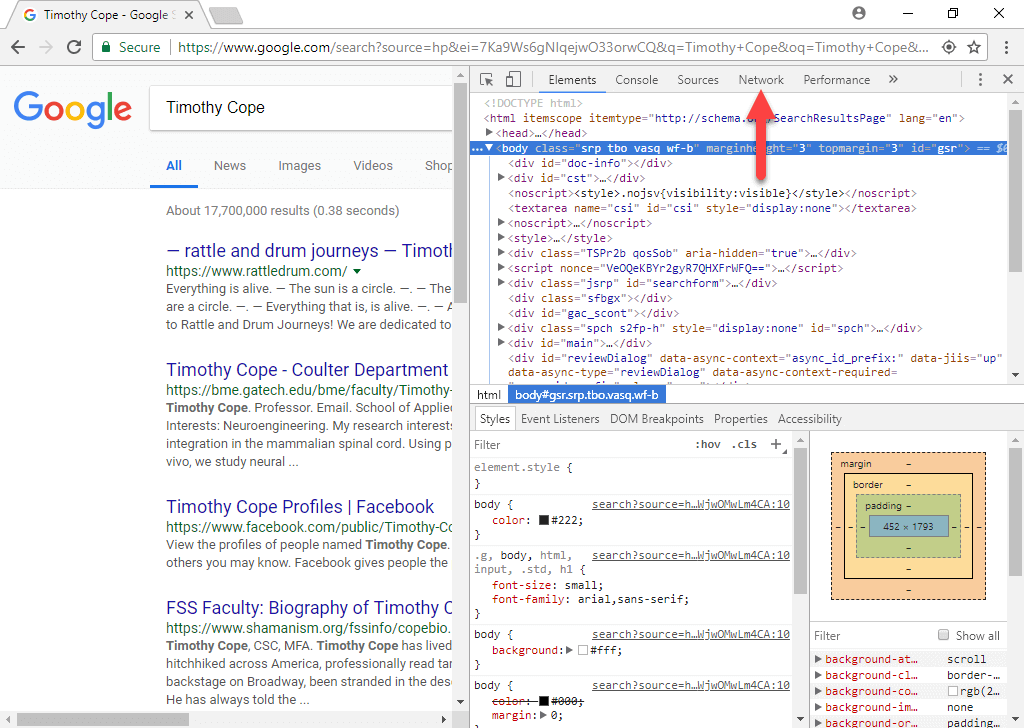 Timothy Cope - Google S
Secure
https://www.google.com/search?source=hp&ei=7Ka9Ws6gNIqejwO33orwCQ&q=Timothy+Cope&oq=Timothy+Cope&...
Google
Timothy Cope
All News Images Videos Shop
About 17,700,000 results (0.38 seconds)
— rattle and drum journeys — Timoth
https://www.rattledrum.com/
Everything is alive. — The sun is a circle. —. — The
are a circle. —. — Everything that is, is alive. —. —
to Rattle and Drum Journeys! We are dedicated to
Timothy Cope - Coulter Department
https://bme.gatech.edu/bme/faculty/Timothy-
Timothy Cope. Professor. Email. School of Applied
Interests: Neuroengineering. My research interests
integration in the mammalian spinal cord. Using p
vivo, we study neural ...
Timothy Cope Profiles | Facebook
https://www.facebook.com/public/Timothy-Co
View the profiles of people named Timothy Cope.
others you may know. Facebook gives people the
FSS Faculty: Biography of Timothy C
https://www.shamanism.org/fssinfo/copebio.
Timothy Cope, CSC, MFA. Timothy Cope has lived
hitchhiked across America, professionally read tar
backstage on Broadway, been stranded in the dese
He has always told the ...
Elements Console Sources Network Performance »
<!DOCTYPE html>
<html itemscope itemtype="http://schema. /SearchResultsPage" lang="en">
<head>…</head>
<body class="srp tbo vasq wf-b" marginheight="3" topmargin="3" id="gsr"> ==
<div id="doc-info"></div>
<div id="cst">…</div>
<noscript><style>.nojsv{visibility:visible}</style></noscript>
<textarea name="csi" id="csi" style="display:none"></textarea>
<noscript>…</noscript>
<style>…</style>
<div class="TSPr2b qosSob" aria-hidden="true">…</div>
<script nonce="VeOQeKBYr2gyR7QHXFrWFQ==">…</script>
<div class="jsrp" id="searchform">…</div>
<div class="sfbgx"></div>
<div id="gac_scont"></div>
<div class="spch s2fp-h" style="display:none" id="spch">…</div>
<div id="main">…</div>
<div id="reviewDialog" data-async-context="async_id_prefix:" data-jiis="up"
data-async-type="reviewDialog" data-async-context-required=
html body#gsr.srp.tbo.vasq.wf-b
Styles Event Listeners DOM Breakpoints Properties Accessibility
Filter :hov .cls +
element.style {
}
body { search?source=h…WjwOMwLm4CA:10
color: #222;
}
.g, body, html, search?source=h…WjwOMwLm4CA:10
input, .std, h1 {
font-size: small;
font-family: arial,sans-serif;
}
body { search?source=h…WjwOMwLm4CA:10
background: #fff;
}
body { search?source=h…WjwOMwLm4CA:10
color: #000;
margin: 0;
margin –
border –
padding –
– – – 452 × 1793 – – –
–
–
–
Filter Show all
background-at… scroll
background-cl… border-…
background-co… rgb(2…
background-im… none
background-or… paddin…